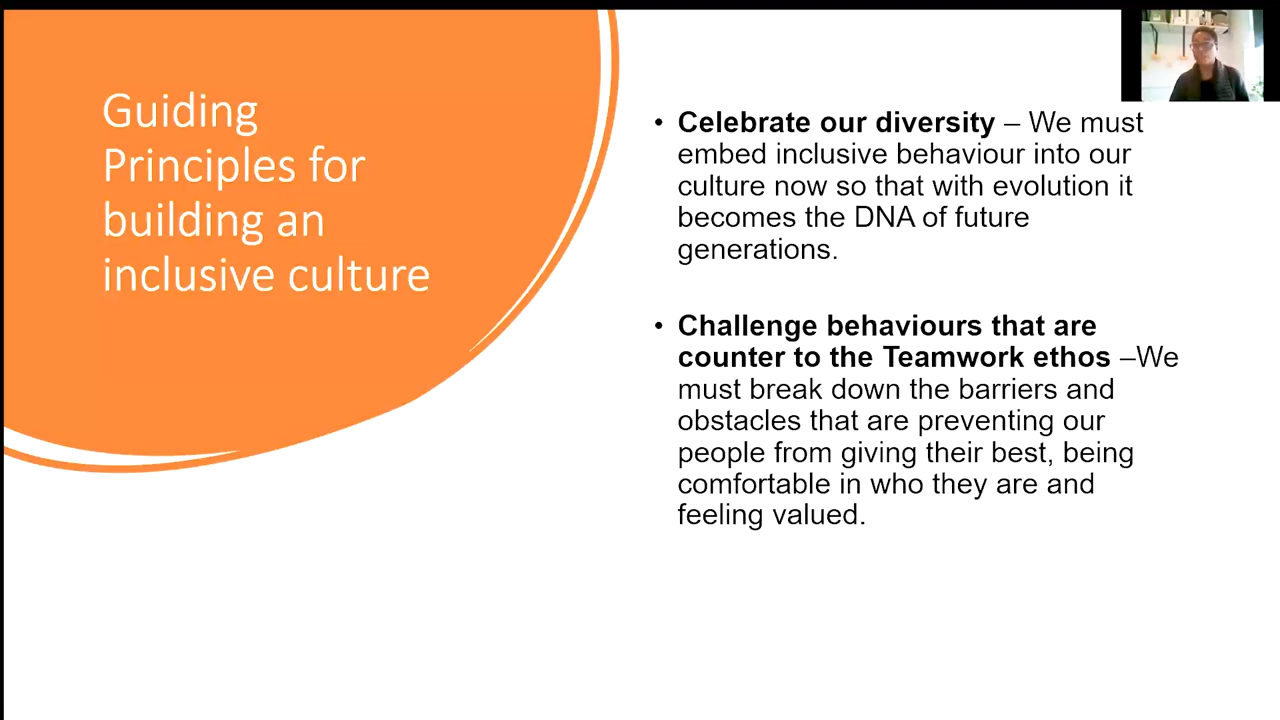 Guiding
Principles for
building an
inclusive culture
• Celebrate our diversity – We must
embed inclusive behaviour into our
culture now so that with evolution it
becomes the DNA of future
generations.
• Challenge behaviours that are
counter to the Teamwork ethos –We
must break down the barriers and
obstacles that are preventing our
people from giving their best, being
comfortable in who they are and
feeling valued.